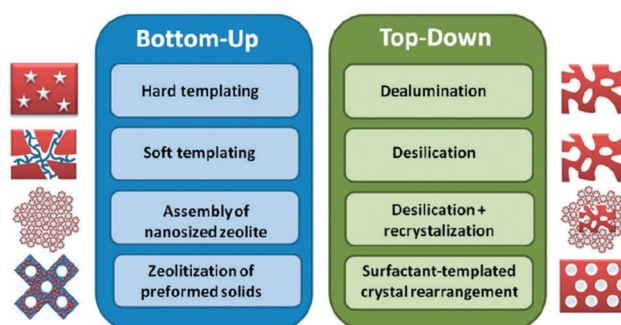 Bottom-Up
Hard templating
Soft templating
Assembly of
nanosized zeolite
Zeolitization of
preformed solids
Top-Down
Dealumination
Desilication
Desilication +
recrystalization
Surfactant-templated
crystal rearrangement